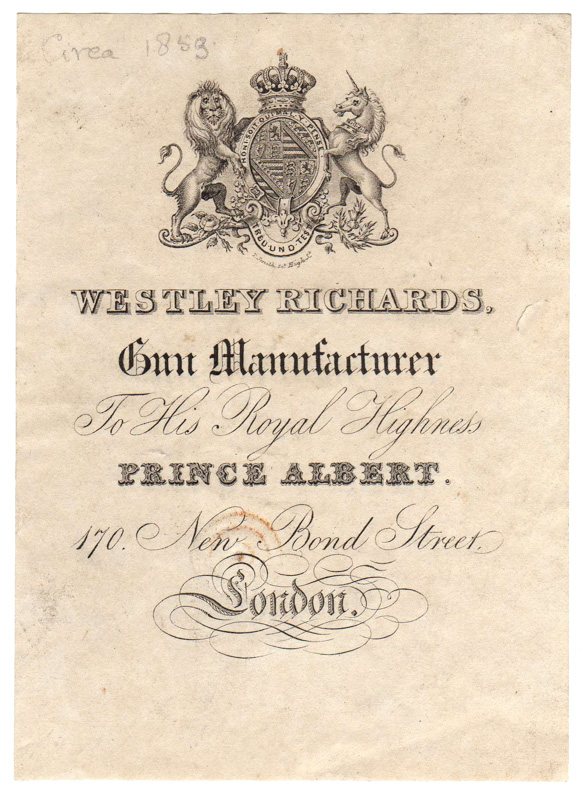 Circa 1853.
HONI·SOIT·QUI·MAL·Y·PENSE
TREU·UND·FEST
WESTLEY RICHARDS,
Gun Manufacturer
To His Royal Highness
PRINCE ALBERT.
170. New Bond Street.
London.